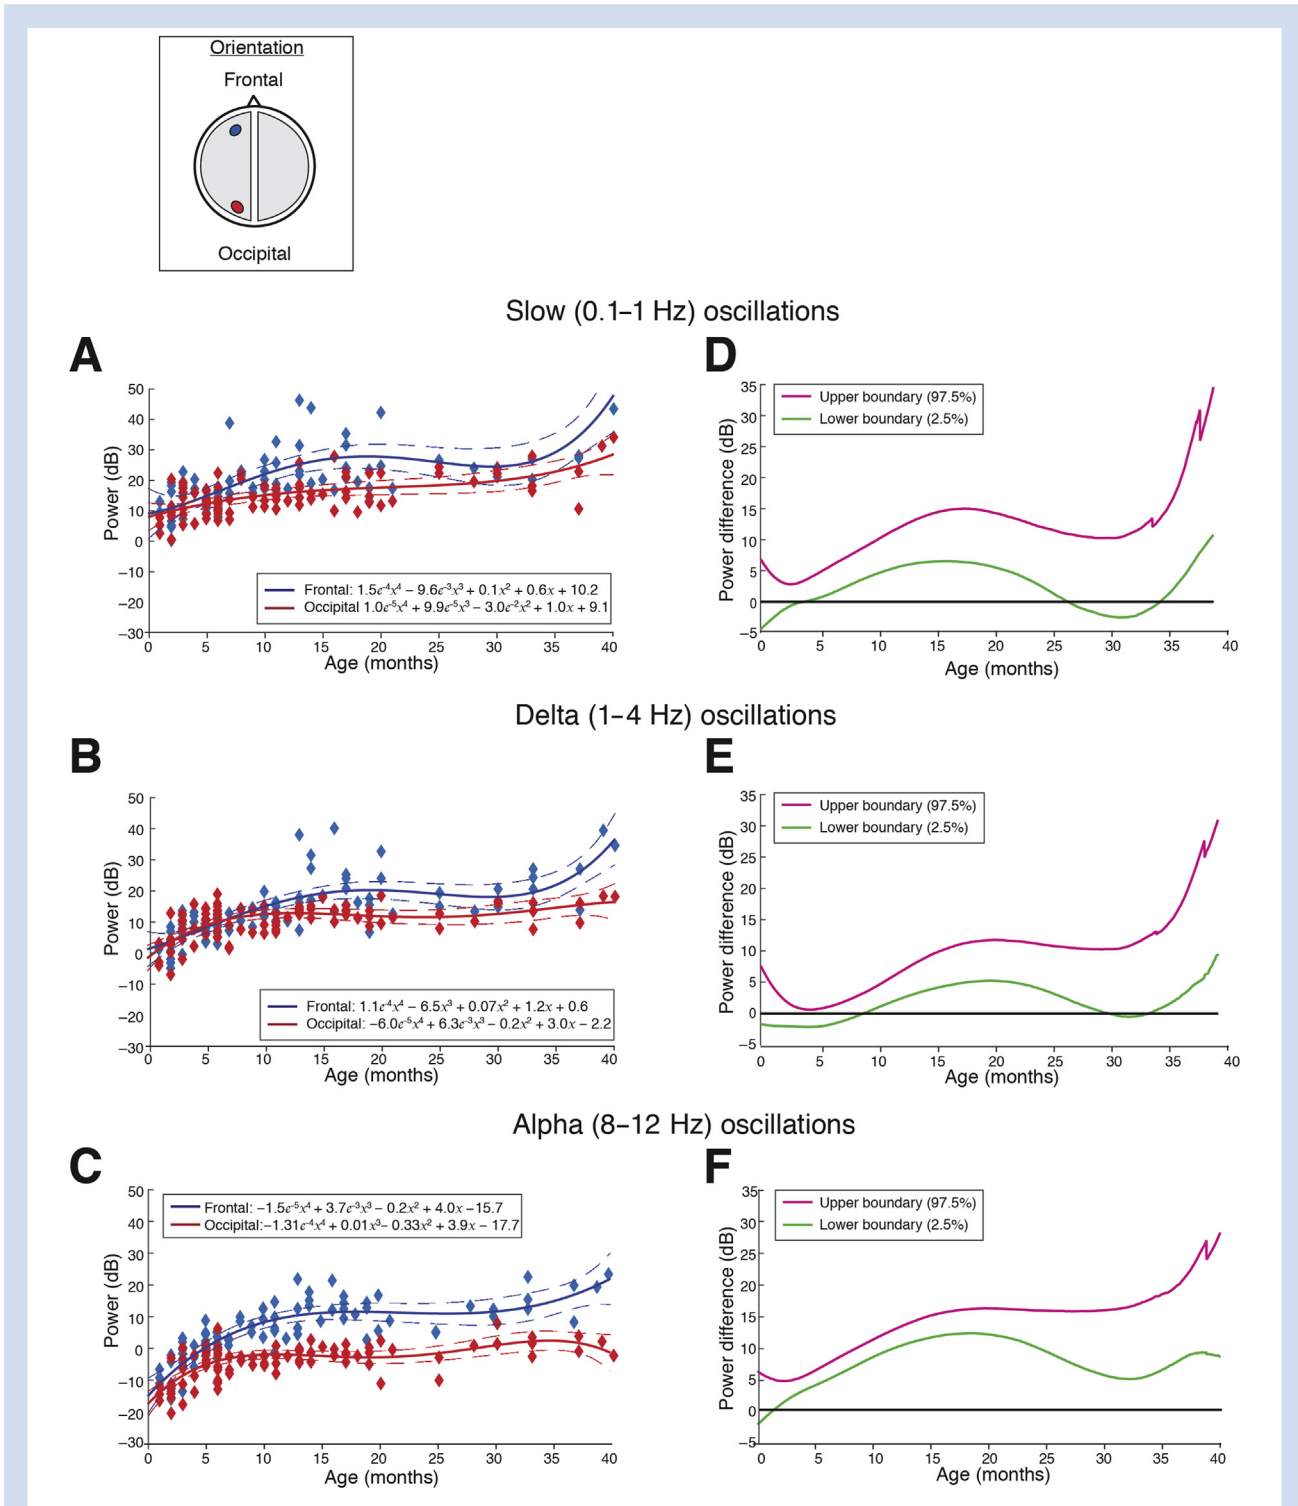 Orientation
Frontal
Occipital
Slow (0.1–1 Hz) oscillations
A
Power (dB)
50
40
30
20
10
0
–10
–20
–30
Frontal: 1.5e⁻⁴x⁴ – 9.6e⁻³x³ + 0.1x² + 0.6x + 10.2
Occipital 1.0e⁻⁵x⁴ + 9.9e⁻⁵x³ – 3.0e⁻²x² + 1.0x + 9.1
0 5 10 15 20 25 30 35 40
Age (months)
D
Power difference (dB)
35
30
25
20
15
10
5
0
–5
Upper boundary (97.5%)
Lower boundary (2.5%)
0 5 10 15 20 25 30 35 40
Age (months)
Delta (1–4 Hz) oscillations
B
Power (dB)
50
40
30
20
10
0
–10
–20
–30
Frontal: 1.1e⁻⁴x⁴ – 6.5x³ + 0.07x² + 1.2x + 0.6
Occipital: –6.0e⁻⁵x⁴ + 6.3e⁻³x³ – 0.2x² + 3.0x – 2.2
0 5 10 15 20 25 30 35 40
Age (months)
E
Power difference (dB)
35
30
25
20
15
10
5
0
–5
Upper boundary (97.5%)
Lower boundary (2.5%)
0 5 10 15 20 25 30 35 40
Age (months)
Alpha (8–12 Hz) oscillations
C
Power (dB)
50
40
30
20
10
0
–10
–20
–30
Frontal: –1.5e⁻⁵x⁴ + 3.7e⁻³x³ – 0.2x² + 4.0x –15.7
Occipital:–1.31e⁻⁴x⁴ + 0.01x³– 0.33x² + 3.9x – 17.7
0 5 10 15 20 25 30 35 40
Age (months)
F
Power difference (dB)
35
30
25
20
15
10
5
0
–5
Upper boundary (97.5%)
Lower boundary (2.5%)
0 5 10 15 20 25 30 35 40
Age (months)